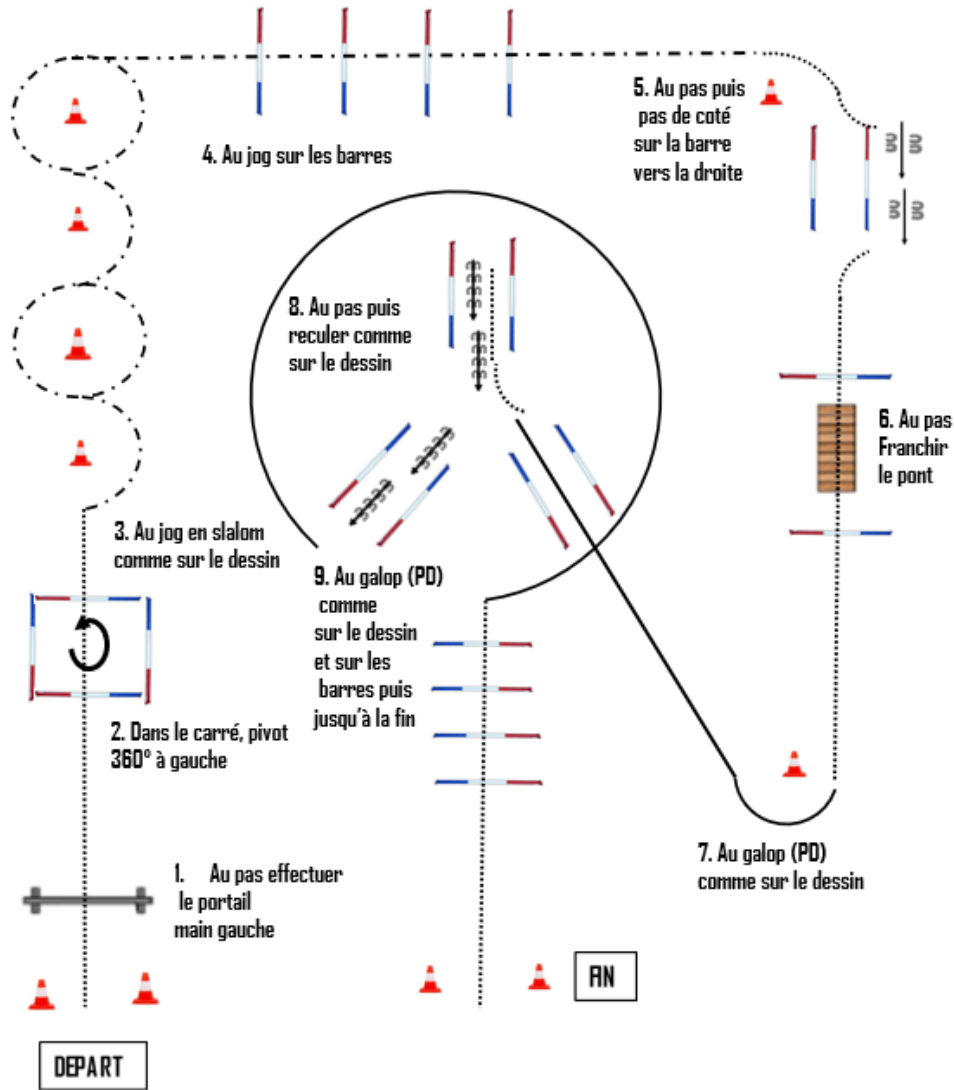 5. Au pas puis
pas de coté
sur la barre
vers la droite
4. Au jog sur les barres
8. Au pas puis
reculer comme
sur le dessin
6. Au pas
Franchir
le pont
3. Au jog en slalom
comme sur le dessin
9. Au galop (PD)
comme
sur le dessin
et sur les
barres puis
jusqu'à la fin
2. Dans le carré, pivot
360° à gauche
7. Au galop (PD)
comme sur le dessin
1. Au pas effectuer
le portail
main gauche
FIN
DEPART